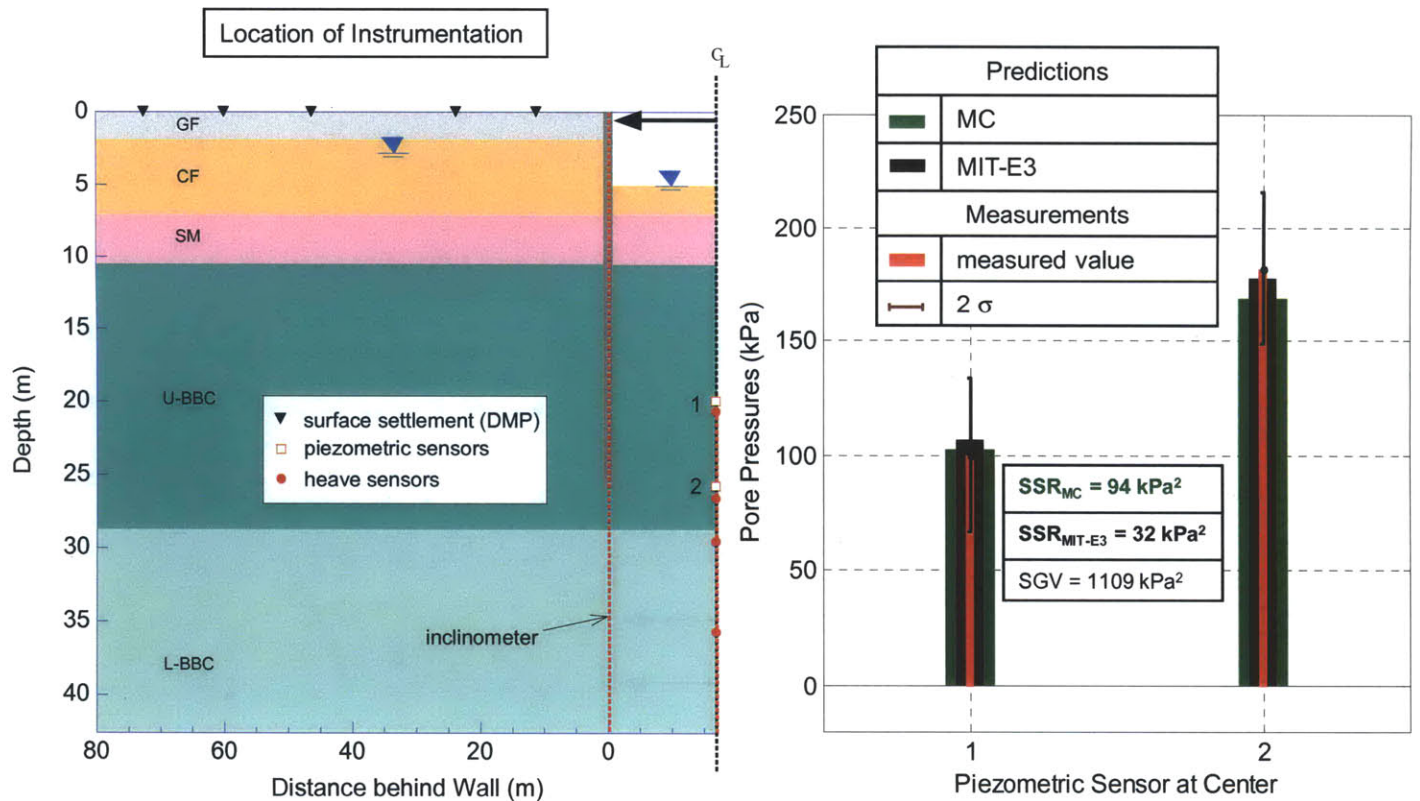 Location of Instrumentation
C
L
0
5
10
15
20
25
30
35
40
Depth (m)
GF
CF
SM
U-BBC
L-BBC
surface settlement (DMP)
piezometric sensors
heave sensors
1
2
inclinometer
80
60
40
20
0
Distance behind Wall (m)
Predictions
MC
MIT-E3
Measurements
measured value
2 σ
250
200
150
100
50
0
Pore Pressures (kPa)
SSR_MC = 94 kPa²
SSR_MIT-E3 = 32 kPa²
SGV = 1109 kPa²
1
2
Piezometric Sensor at Center